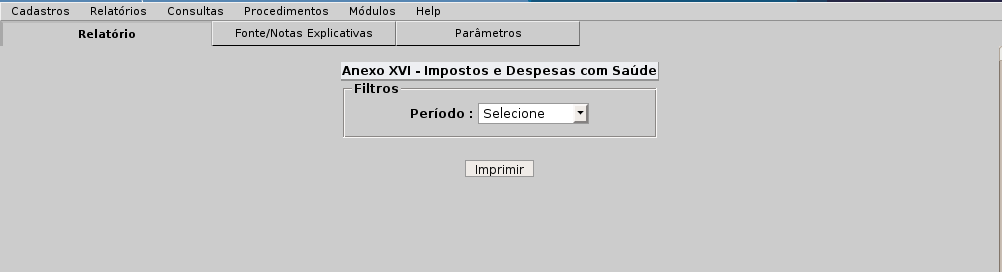 Cadastros Relatórios Consultas Procedimentos Módulos Help
Relatório Fonte/Notas Explicativas Parâmetros
Anexo XVI - Impostos e Despesas com Saúde
Filtros
Período : Selecione
Imprimir